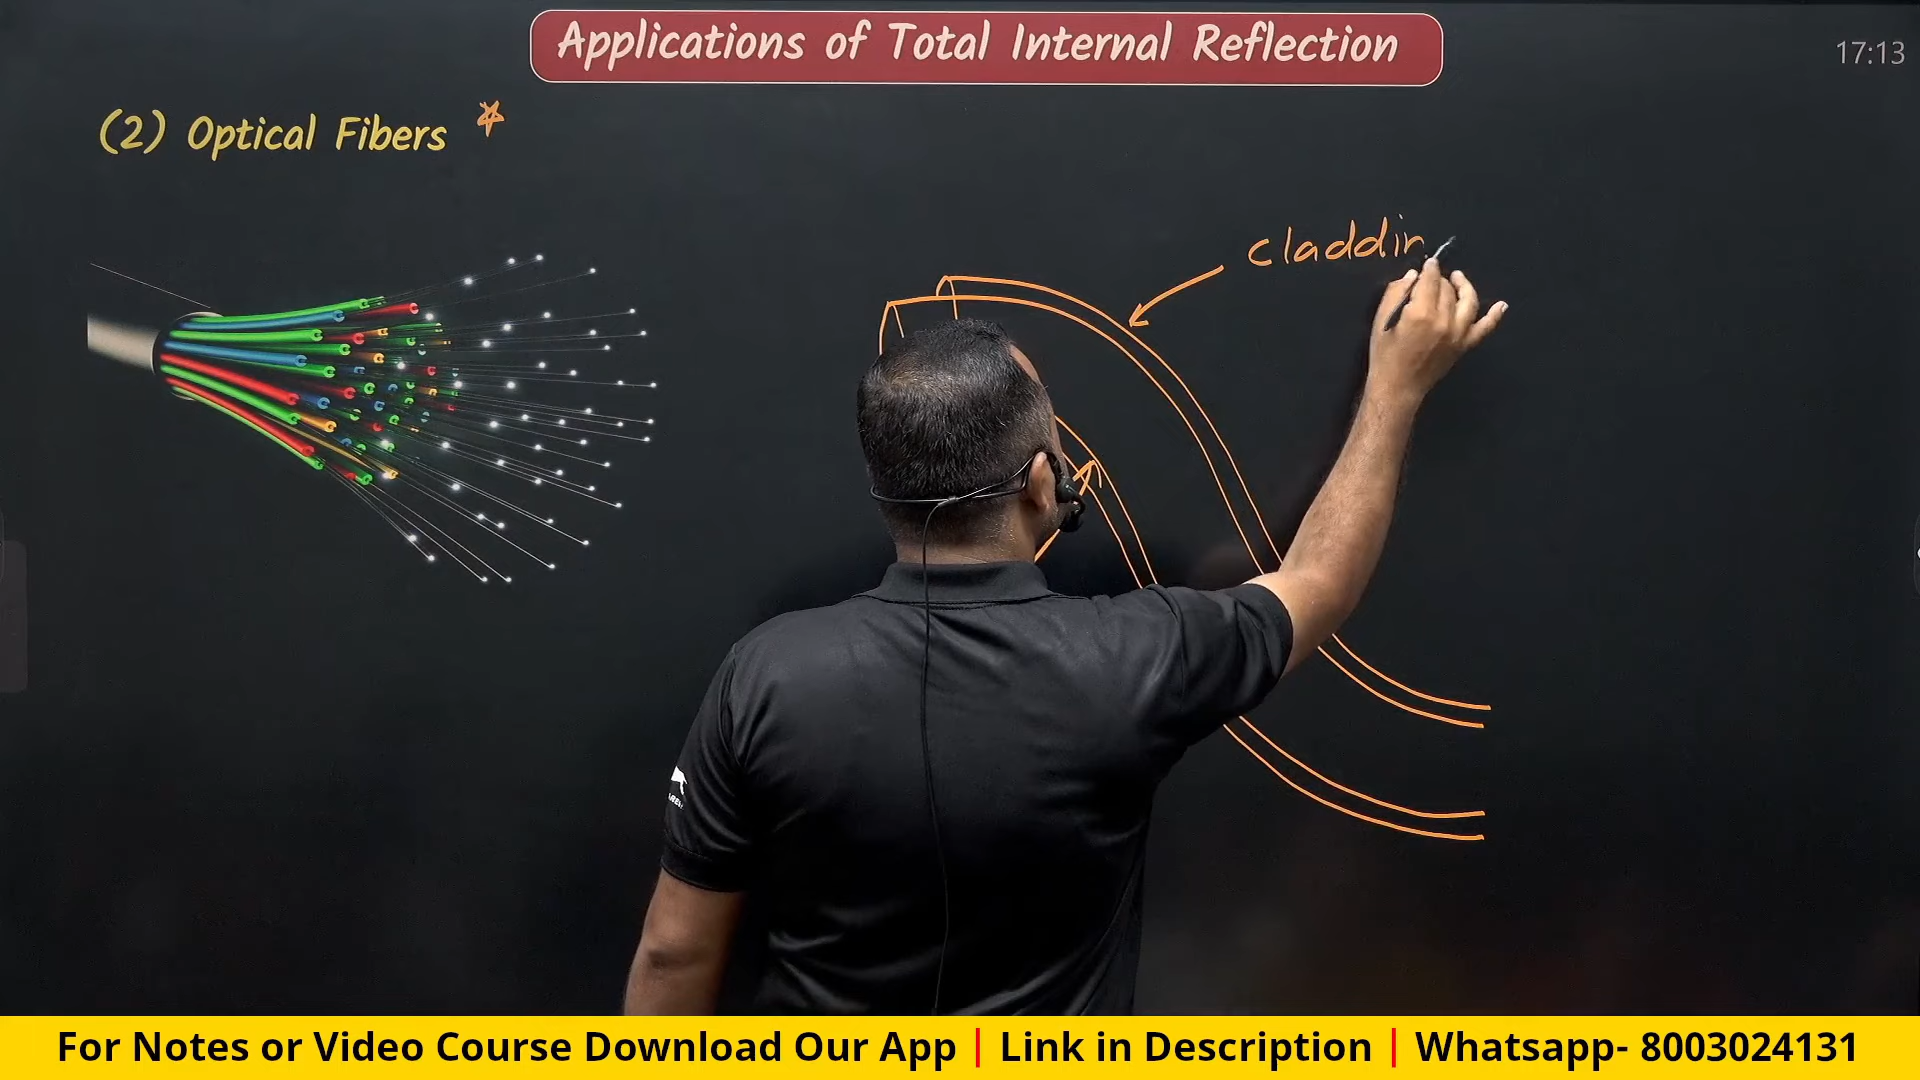 Applications of Total Internal Reflection
17:13
(2) Optical Fibers
claddin
For Notes or Video Course Download Our App | Link in Description | Whatsapp- 8003024131